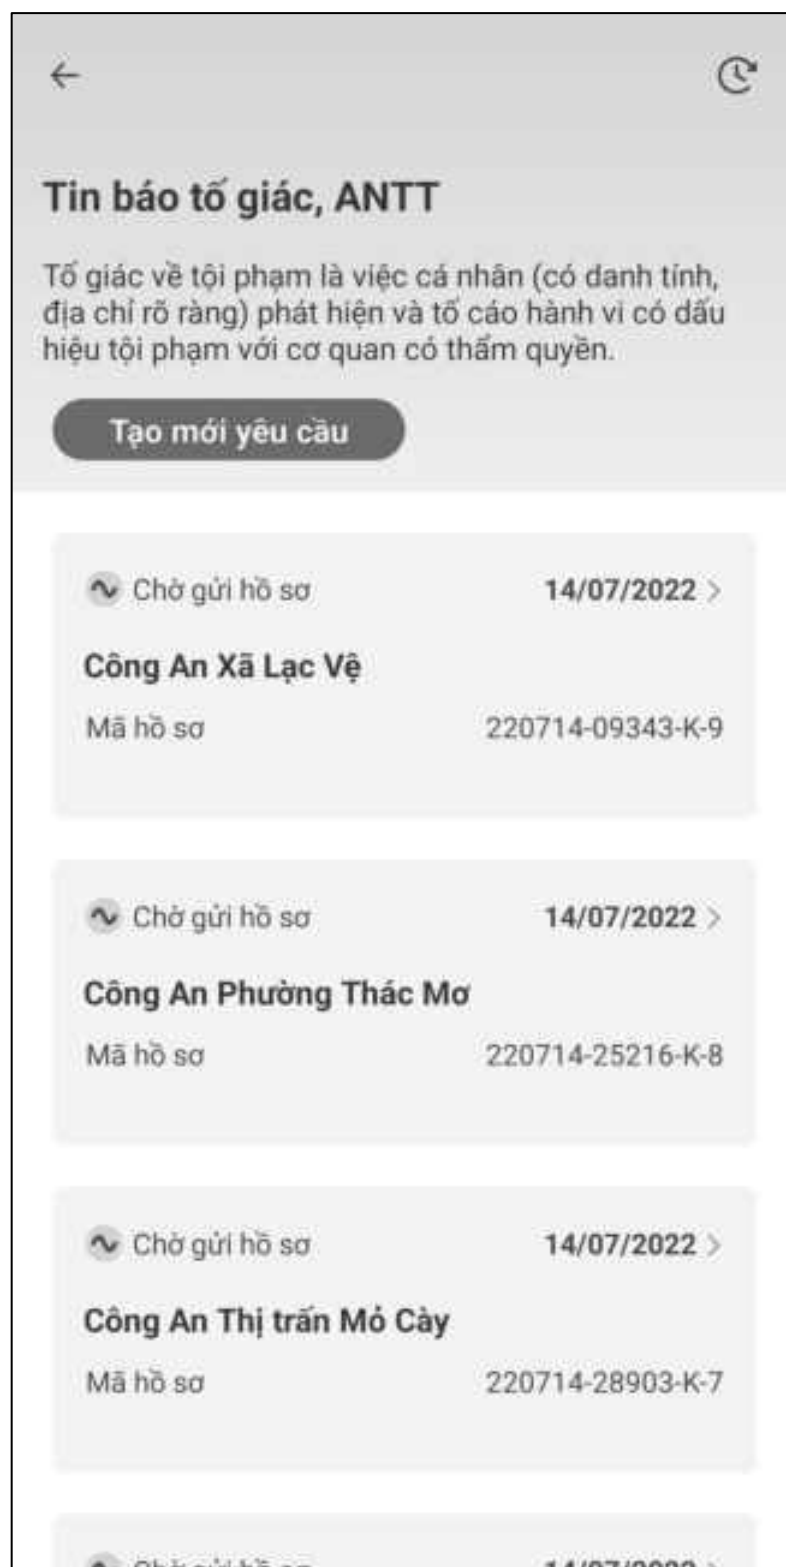 Tin báo tố giác, ANTT
Tố giác về tội phạm là việc cá nhân (có danh tính,
địa chỉ rõ ràng) phát hiện và tố cáo hành vi có dấu
hiệu tội phạm với cơ quan có thẩm quyền.
Tạo mới yêu cầu
Chờ gửi hồ sơ 14/07/2022 >
Công An Xã Lạc Vệ
Mã hồ sơ 220714-09343-K-9
Chờ gửi hồ sơ 14/07/2022 >
Công An Phường Thác Mơ
Mã hồ sơ 220714-25216-K-8
Chờ gửi hồ sơ 14/07/2022 >
Công An Thị trấn Mỏ Cày
Mã hồ sơ 220714-28903-K-7